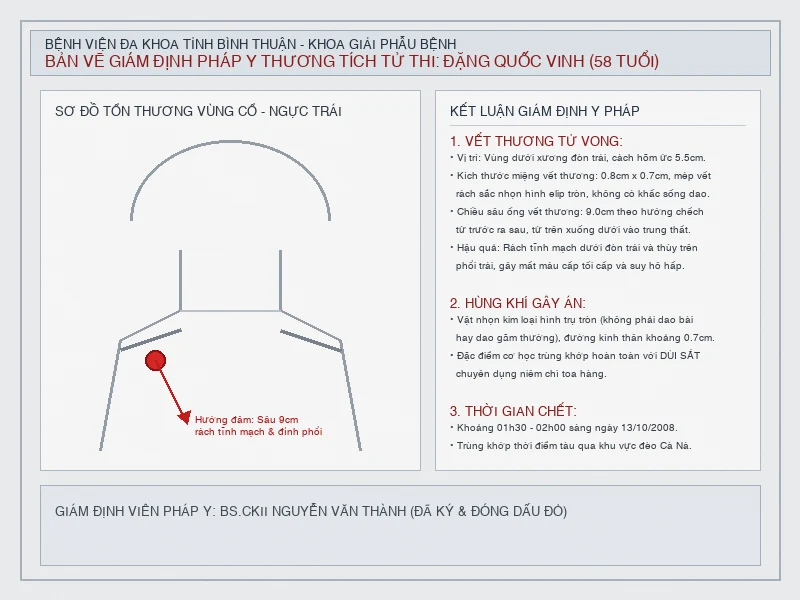 BỆNH VIỆN ĐA KHOA TỈNH BÌNH THUẬN - KHOA GIẢI PHẪU BỆNH
BẢN VẼ GIÁM ĐỊNH PHÁP Y THƯƠNG TÍCH TỬ THI: ĐẶNG QUỐC VINH (58 TUỔI)
SƠ ĐỒ TỔN THƯƠNG VÙNG CỔ - NGỰC TRÁI
Hướng đâm: Sâu 9cm
rách tĩnh mạch & đỉnh phổi
KẾT LUẬN GIÁM ĐỊNH Y PHÁP
1. VẾT THƯƠNG TỬ VONG:
• Vị trí: Vùng dưới xương đòn trái, cách hõm ức 5.5cm.
• Kích thước miệng vết thương: 0.8cm x 0.7cm, mép vết
rách sắc nhọn hình elip tròn, không có khấc sống dao.
• Chiều sâu ống vết thương: 9.0cm theo hướng chếch
từ trước ra sau, từ trên xuống dưới vào trung thất.
• Hậu quả: Rách tĩnh mạch dưới đòn trái và thùy trên
phổi trái, gây mất máu cấp tối cấp và suy hô hấp.
2. HÙNG KHÍ GÂY ÁN:
• Vật nhọn kim loại hình trụ tròn (không phải dao bài
hay dao găm thường), đường kính thân khoảng 0.7cm.
• Đặc điểm cơ học trùng khớp hoàn toàn với DÙI SẮT
chuyên dụng niêm chì toa hàng.
3. THỜI GIAN CHẾT:
• Khoảng 01h30 - 02h00 sáng ngày 13/10/2008.
• Trùng khớp thời điểm tàu qua khu vực đèo Cà Ná.
GIÁM ĐỊNH VIÊN PHÁP Y: BS.CKII NGUYỄN VĂN THÀNH (ĐÃ KÝ & ĐÓNG DẤU ĐỎ)